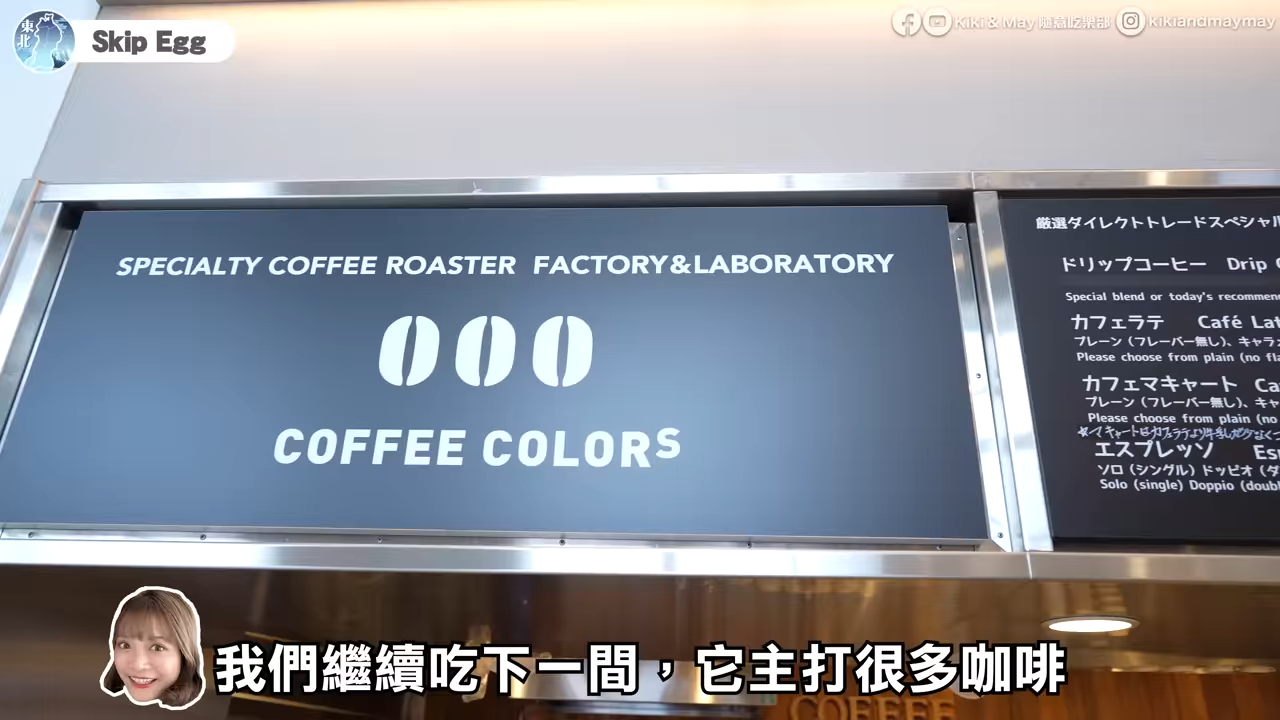 東北
Skip Egg
Kiki & May 隨意吃樂部
kikiandmaymay
SPECIALTY COFFEE ROASTER FACTORY&LABORATORY
COFFEE COLORS
厳選ダイレクトトレードスペシャル
ドリップコーヒー Drip
Special blend or today's recommen
カフェラテ Café Lat
プレーン（フレーバー無し）、キャラメ
Please choose from plain (no fla
カフェマキャート Ca
プレーン（フレーバー無し）、キャ
Please choose from plain (no
エスプレッソ Es
ソロ（シングル）ドッピオ（ダ
Solo (single) Doppio (doubl
我們繼續吃下一間，它主打很多咖啡
COFFEE